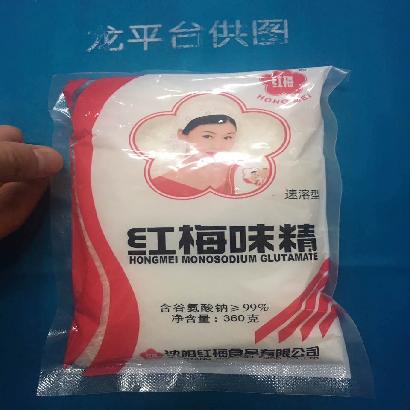 龙平台供图
红梅
HONG MEI
速溶型
红梅味精
HONGMEI MONOSODIUM GLUTAMATE
含谷氨酸钠≥99%
净含量：360克
沈阳红梅食品有限公司